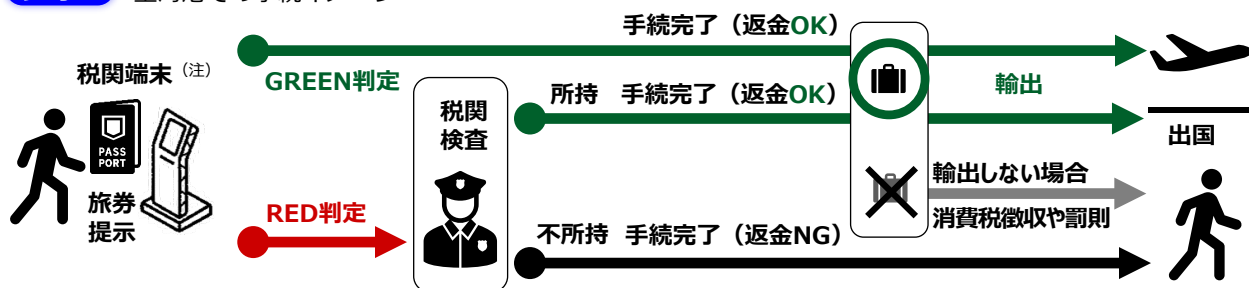 手続完了（返金OK）
税関端末（注）
GREEN判定
輸出
税関
検査
所持 手続完了（返金OK）
PASS
PORT
出国
輸出しない場合
旅券
提示
RED判定
消費税徴収や罰則
不所持 手続完了（返金NG）